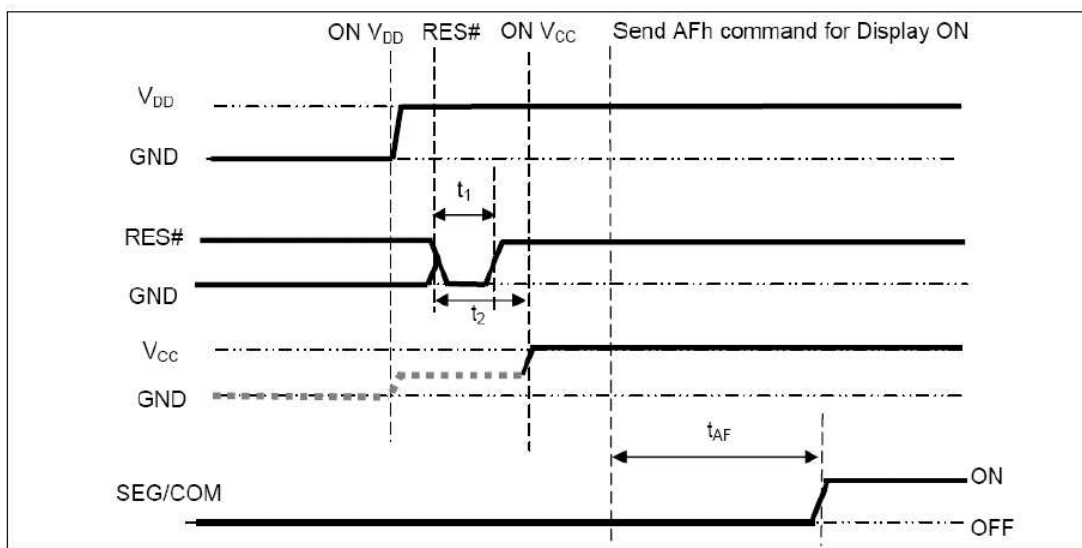 ON VDD RES# ON VCC Send AFh command for Display ON
VDD
GND
t1
RES#
GND
t2
VCC
GND
tAF
SEG/COM
ON
OFF